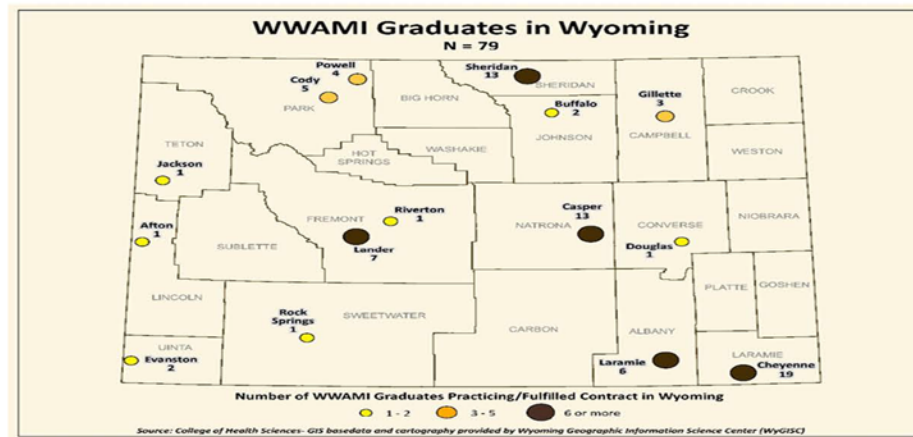 WWAMI Graduates in Wyoming
N = 79
Powell
4
Cody
5
PARK
BIG HORN
Sheridan
13
SHERIDAN
Buffalo
2
JOHNSON
Gillette
3
CAMPBELL
CROOK
WESTON
TETON
Jackson
1
HOT
SPRINGS
WASHAKIE
Afton
1
SUBLETTE
FREMONT
Riverton
1
Lander
7
Casper
13
NATRONA
CONVERSE
Douglas
1
NIOBRARA
LINCOLN
PLATTE
GOSHEN
Rock
Springs
1
SWEETWATER
CARBON
ALBANY
Laramie
6
UINTA
Evanston
2
LARAMIE
Cheyenne
19
Number of WWAMI Graduates Practicing/Fulfilled Contract in Wyoming
1 - 2 3 - 5 6 or more
Source: College of Health Sciences- GIS basedata and cartography provided by Wyoming Geographic Information Science Center (WyGISC)